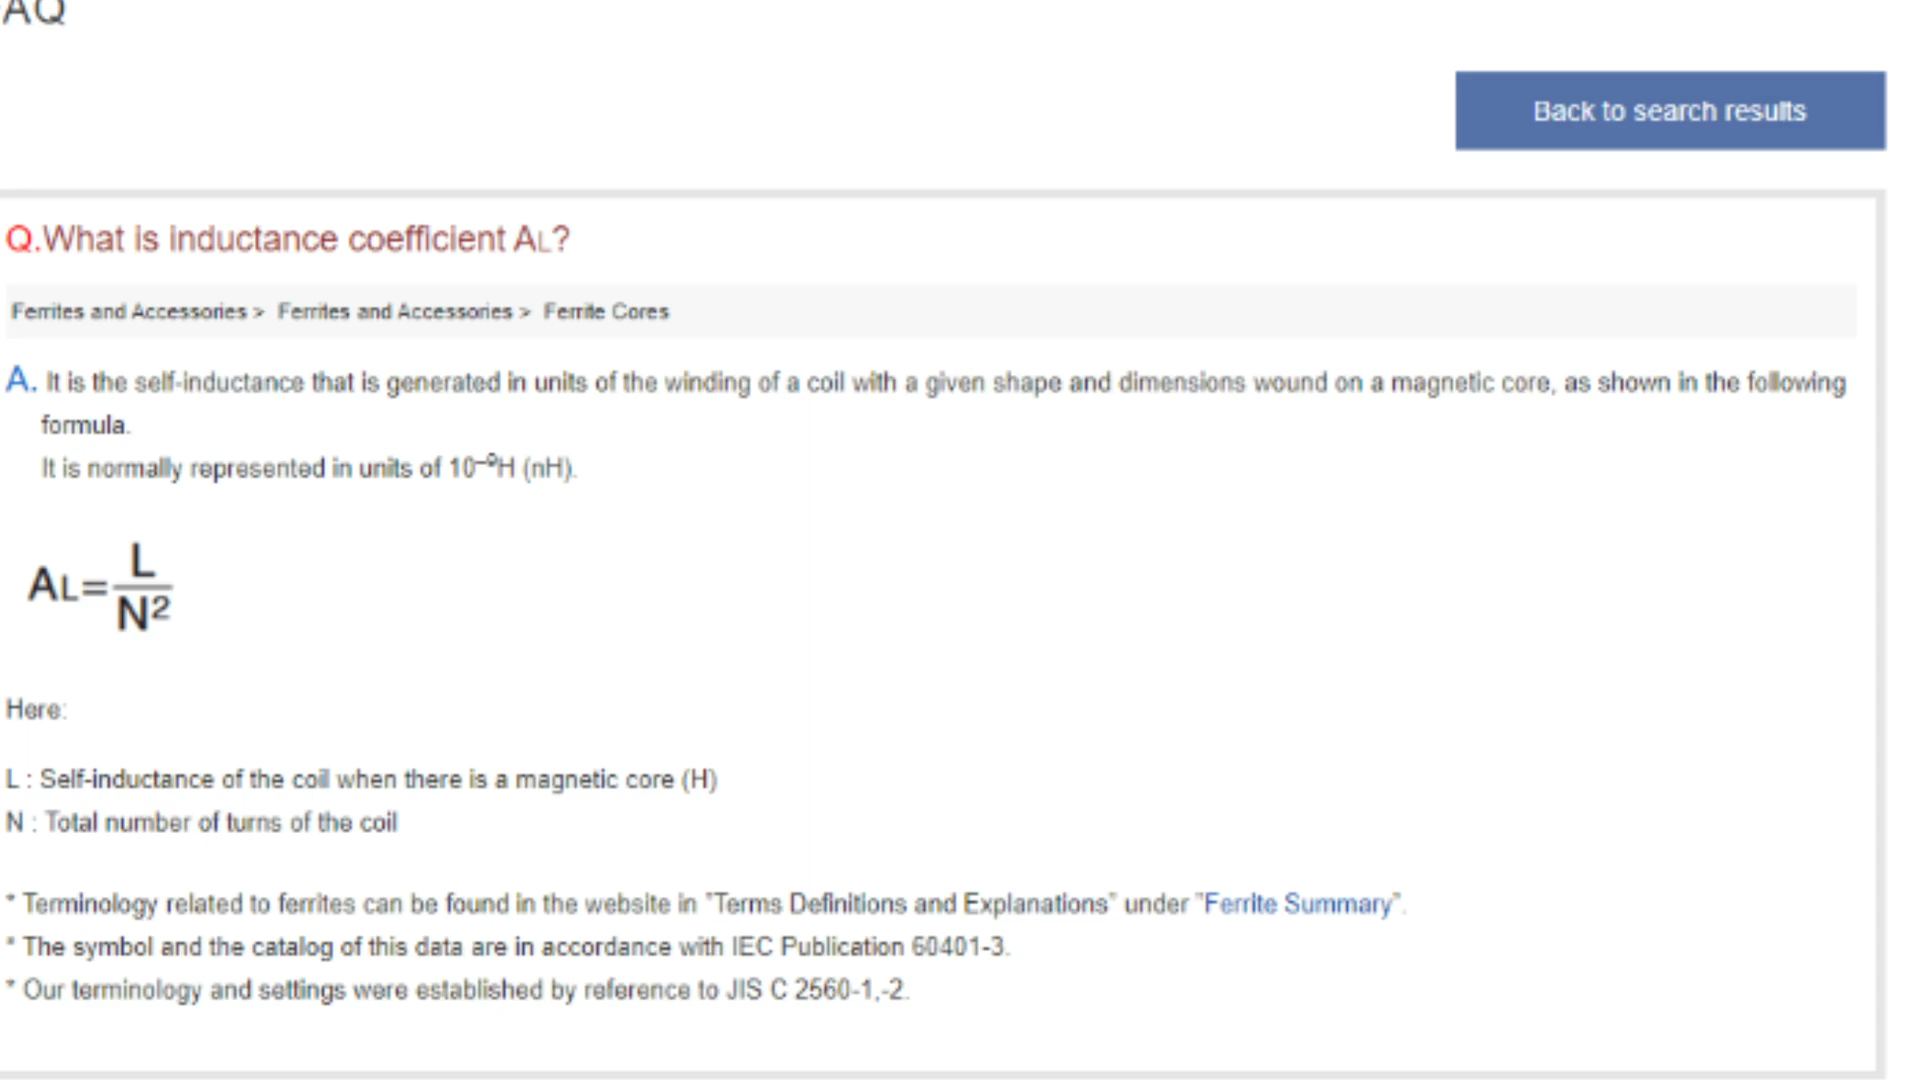 AQ
Back to search results
Q.What is inductance coefficient AL?
Ferrites and Accessories > Ferrites and Accessories > Ferrite Cores
A. It is the self-inductance that is generated in units of the winding of a coil with a given shape and dimensions wound on a magnetic core, as shown in the following
formula.
It is normally represented in units of 10⁻⁹H (nH).
AL=L/N²
Here:
L : Self-inductance of the coil when there is a magnetic core (H)
N : Total number of turns of the coil
* Terminology related to ferrites can be found in the website in "Terms Definitions and Explanations" under "Ferrite Summary".
* The symbol and the catalog of this data are in accordance with IEC Publication 60401-3.
* Our terminology and settings were established by reference to JIS C 2560-1,-2.